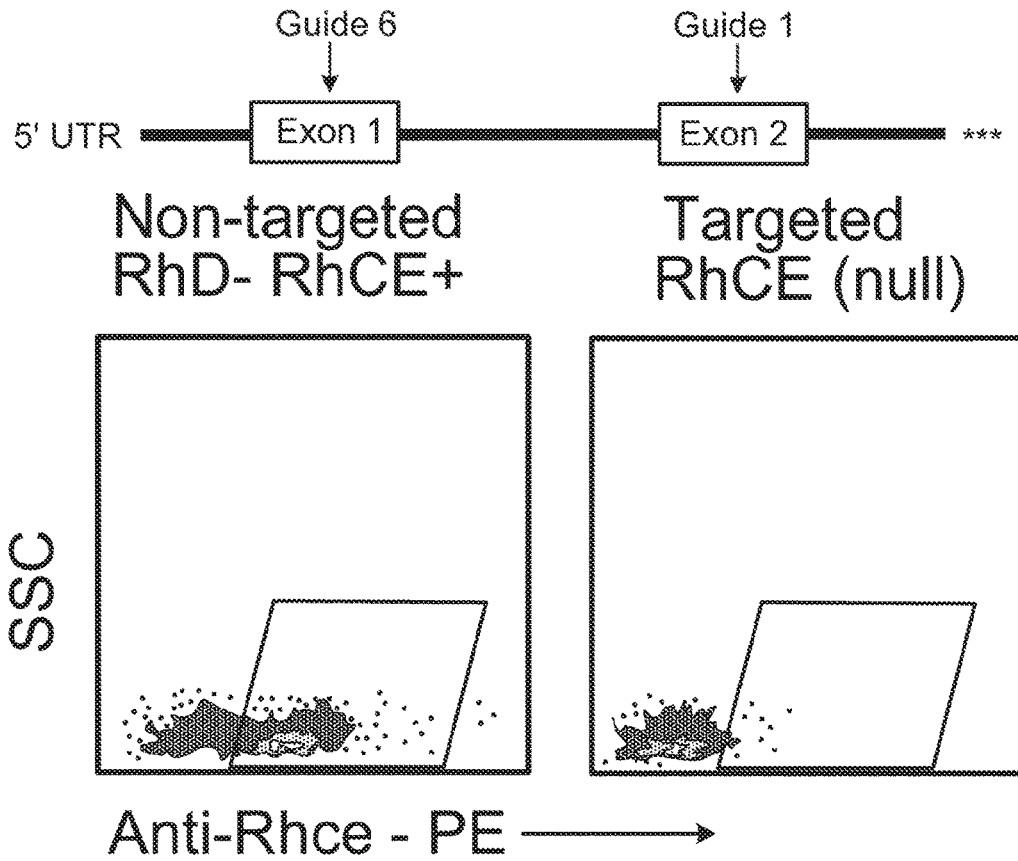 Guide 6
Guide 1
5' UTR
Exon 1
Exon 2
***
Non-targeted
RhD- RhCE+
Targeted
RhCE (null)
SSC
Anti-Rhce - PE